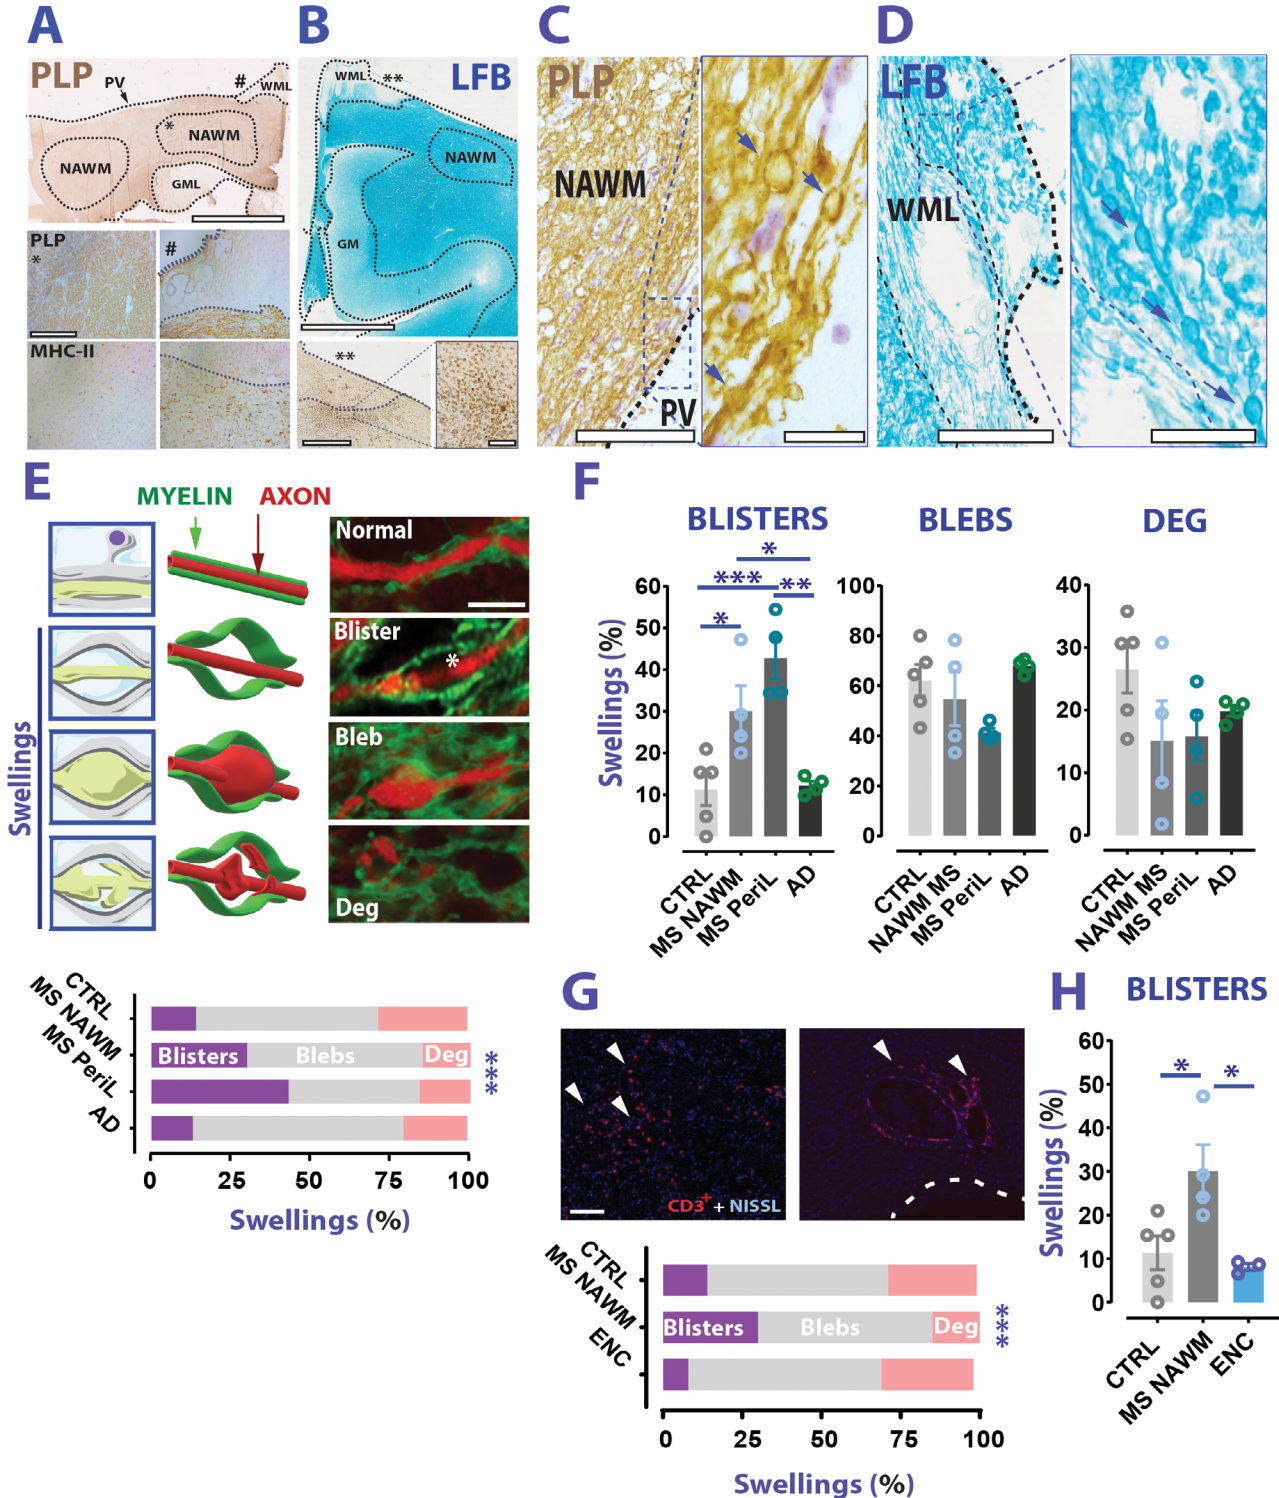 A
PLP
PV
#
WML
*
NAWM
NAWM
GML
PLP
*
#
MHC-II
B
WML
**
LFB
NAWM
GM
**
C
PLP
NAWM
PV
D
LFB
WML
E
MYELIN
AXON
Normal
Blister
*
Bleb
Deg
Swellings
CTRL
MS NAWM
MS PeriL
AD
Blisters
Blebs
Deg
***
0 25 50 75 100
Swellings (%)
F
BLISTERS
*
***
**
*
Swellings (%)
60
50
40
30
20
10
0
CTRL
MS NAWM
MS PeriL
AD
BLEBS
100
80
60
40
20
0
CTRL
NAWM MS
MS PeriL
AD
DEG
40
30
20
10
0
CTRL
NAWM MS
MS PeriL
AD
G
CD3+ + NISSL
CTRL
MS NAWM
ENC
Blisters
Blebs
Deg
***
0 25 50 75 100
Swellings (%)
H
BLISTERS
*
*
Swellings (%)
60
50
40
30
20
10
0
CTRL
MS NAWM
ENC